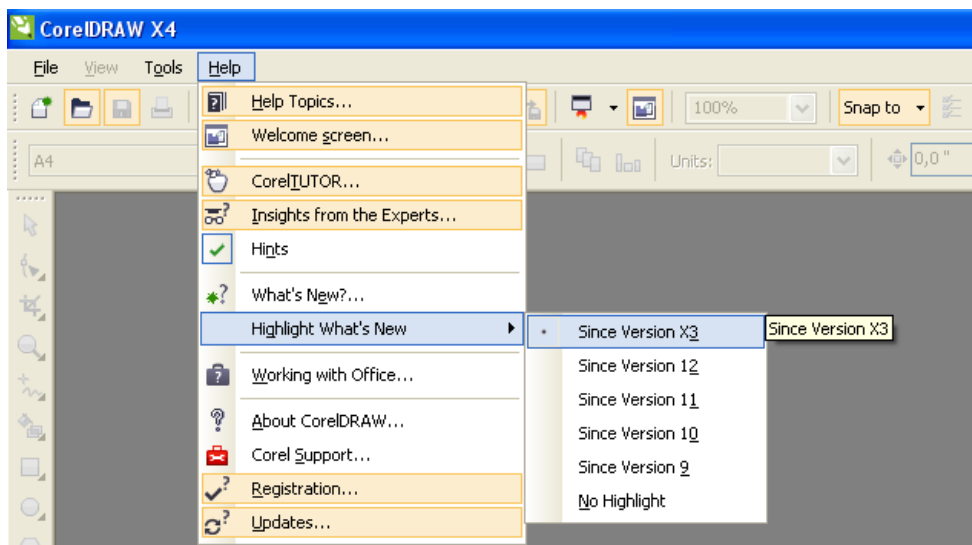 CorelDRAW X4
File View Tools Help
100% Snap to
A4 Units: 0,0 "
Help Topics...
Welcome screen...
CorelTUTOR...
Insights from the Experts...
Hints
What's New?...
Highlight What's New
Working with Office...
About CorelDRAW...
Corel Support...
Registration...
Updates...
Since Version X3
Since Version 12
Since Version 11
Since Version 10
Since Version 9
No Highlight
Since Version X3